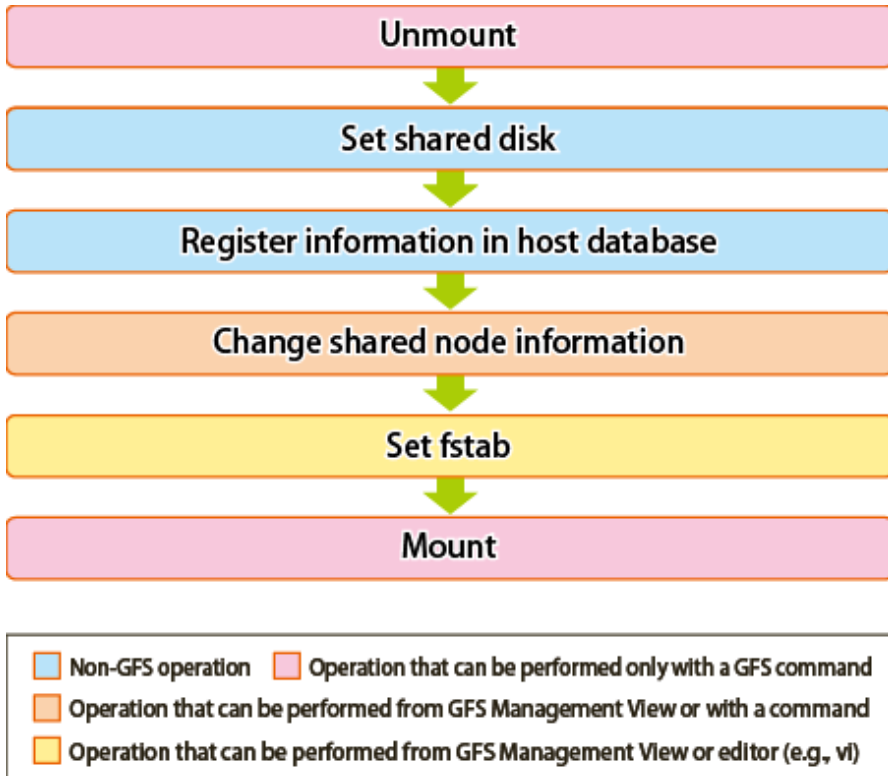 Unmount
Set shared disk
Register information in host database
Change shared node information
Set fstab
Mount
Non-GFS operation Operation that can be performed only with a GFS command
Operation that can be performed from GFS Management View or with a command
Operation that can be performed from GFS Management View or editor (e.g., vi)